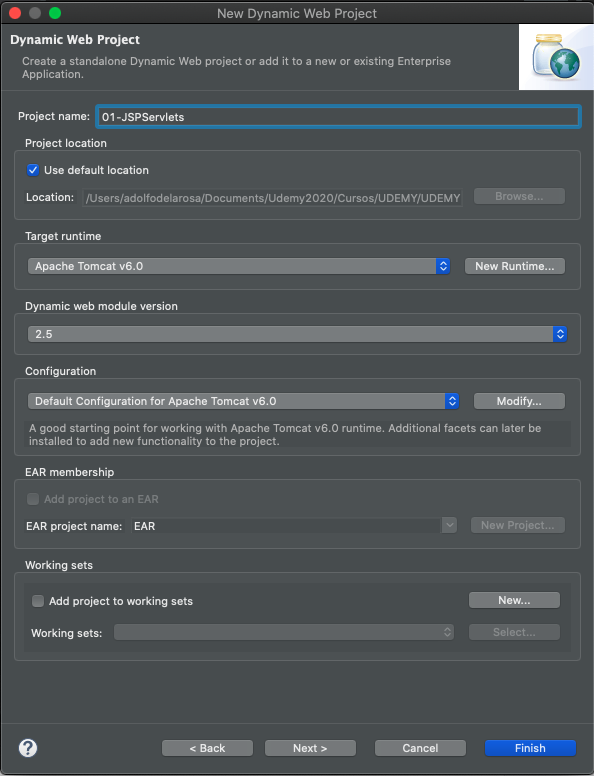 New Dynamic Web Project
Dynamic Web Project
Create a standalone Dynamic Web project or add it to a new or existing Enterprise
Application.
Project name: 01-JSPServlets
Project location
Use default location
Location: /Users/adolfodelarosa/Documents/Udemy2020/Cursos/UDEMY/UDEMY Browse...
Target runtime
Apache Tomcat v6.0 New Runtime...
Dynamic web module version
2.5
Configuration
Default Configuration for Apache Tomcat v6.0 Modify...
A good starting point for working with Apache Tomcat v6.0 runtime. Additional facets can later be
installed to add new functionality to the project.
EAR membership
Add project to an EAR
EAR project name: EAR New Project...
Working sets
Add project to working sets New...
Working sets: Select...
? < Back Next > Cancel Finish